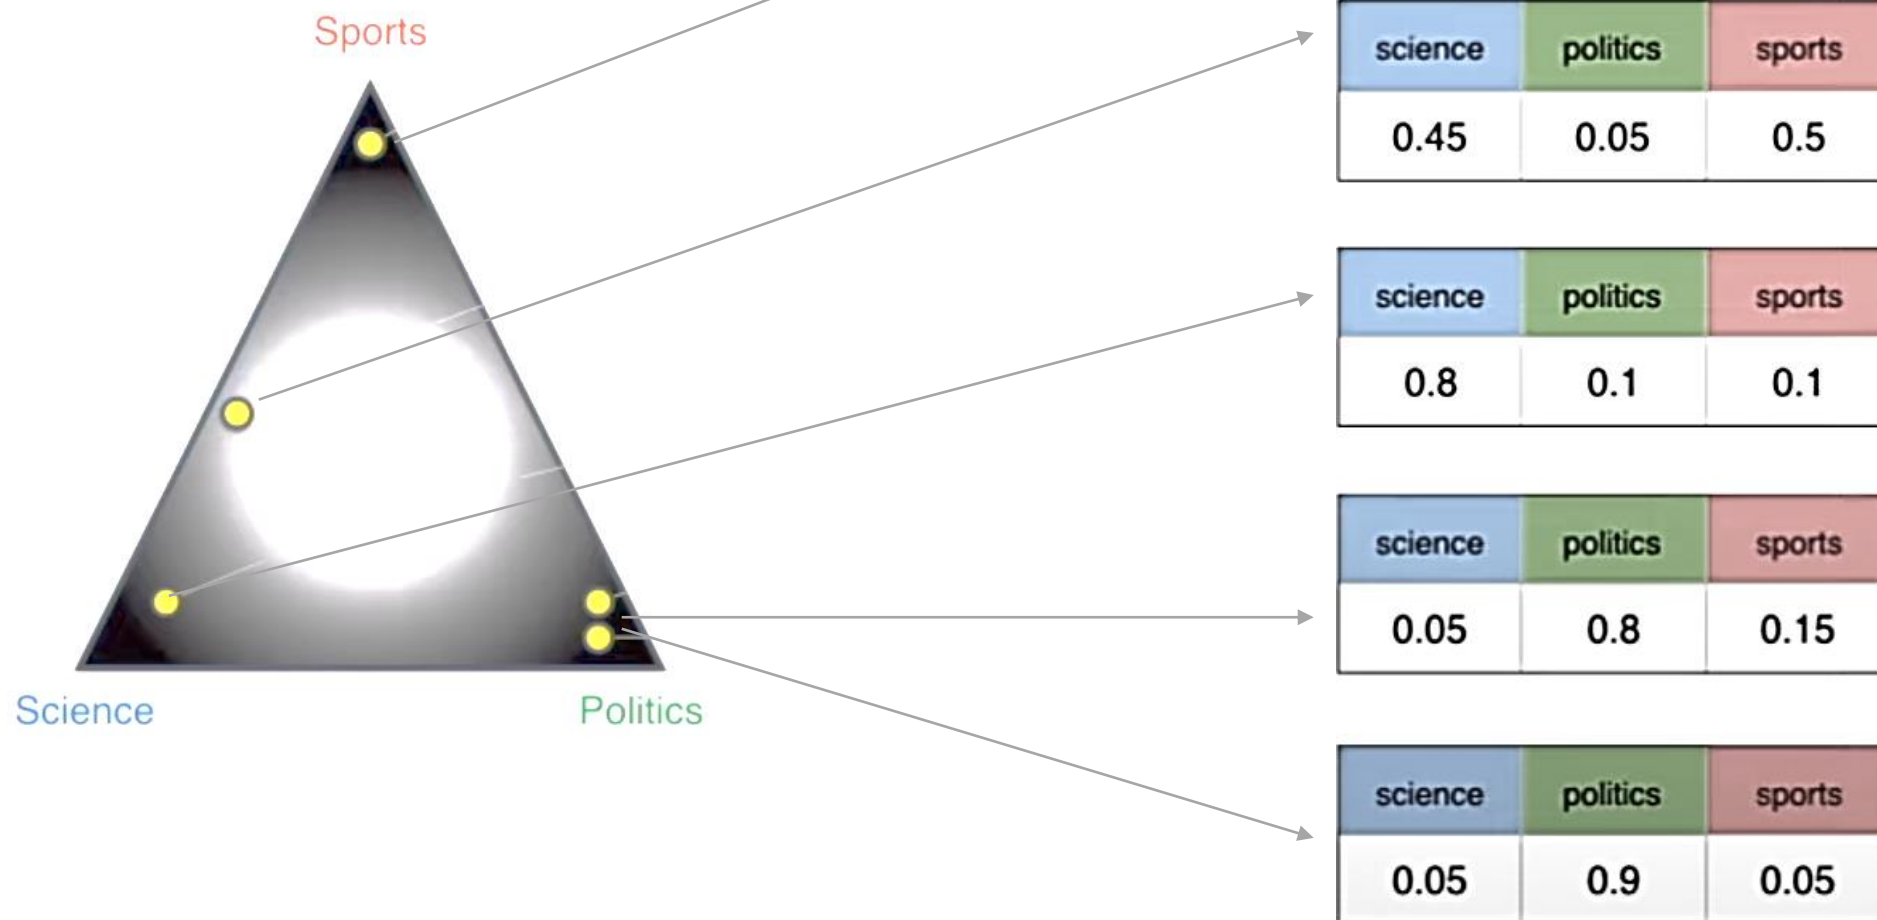 Sports
Science
Politics
science politics sports
0.45 0.05 0.5
science politics sports
0.8 0.1 0.1
science politics sports
0.05 0.8 0.15
science politics sports
0.05 0.9 0.05